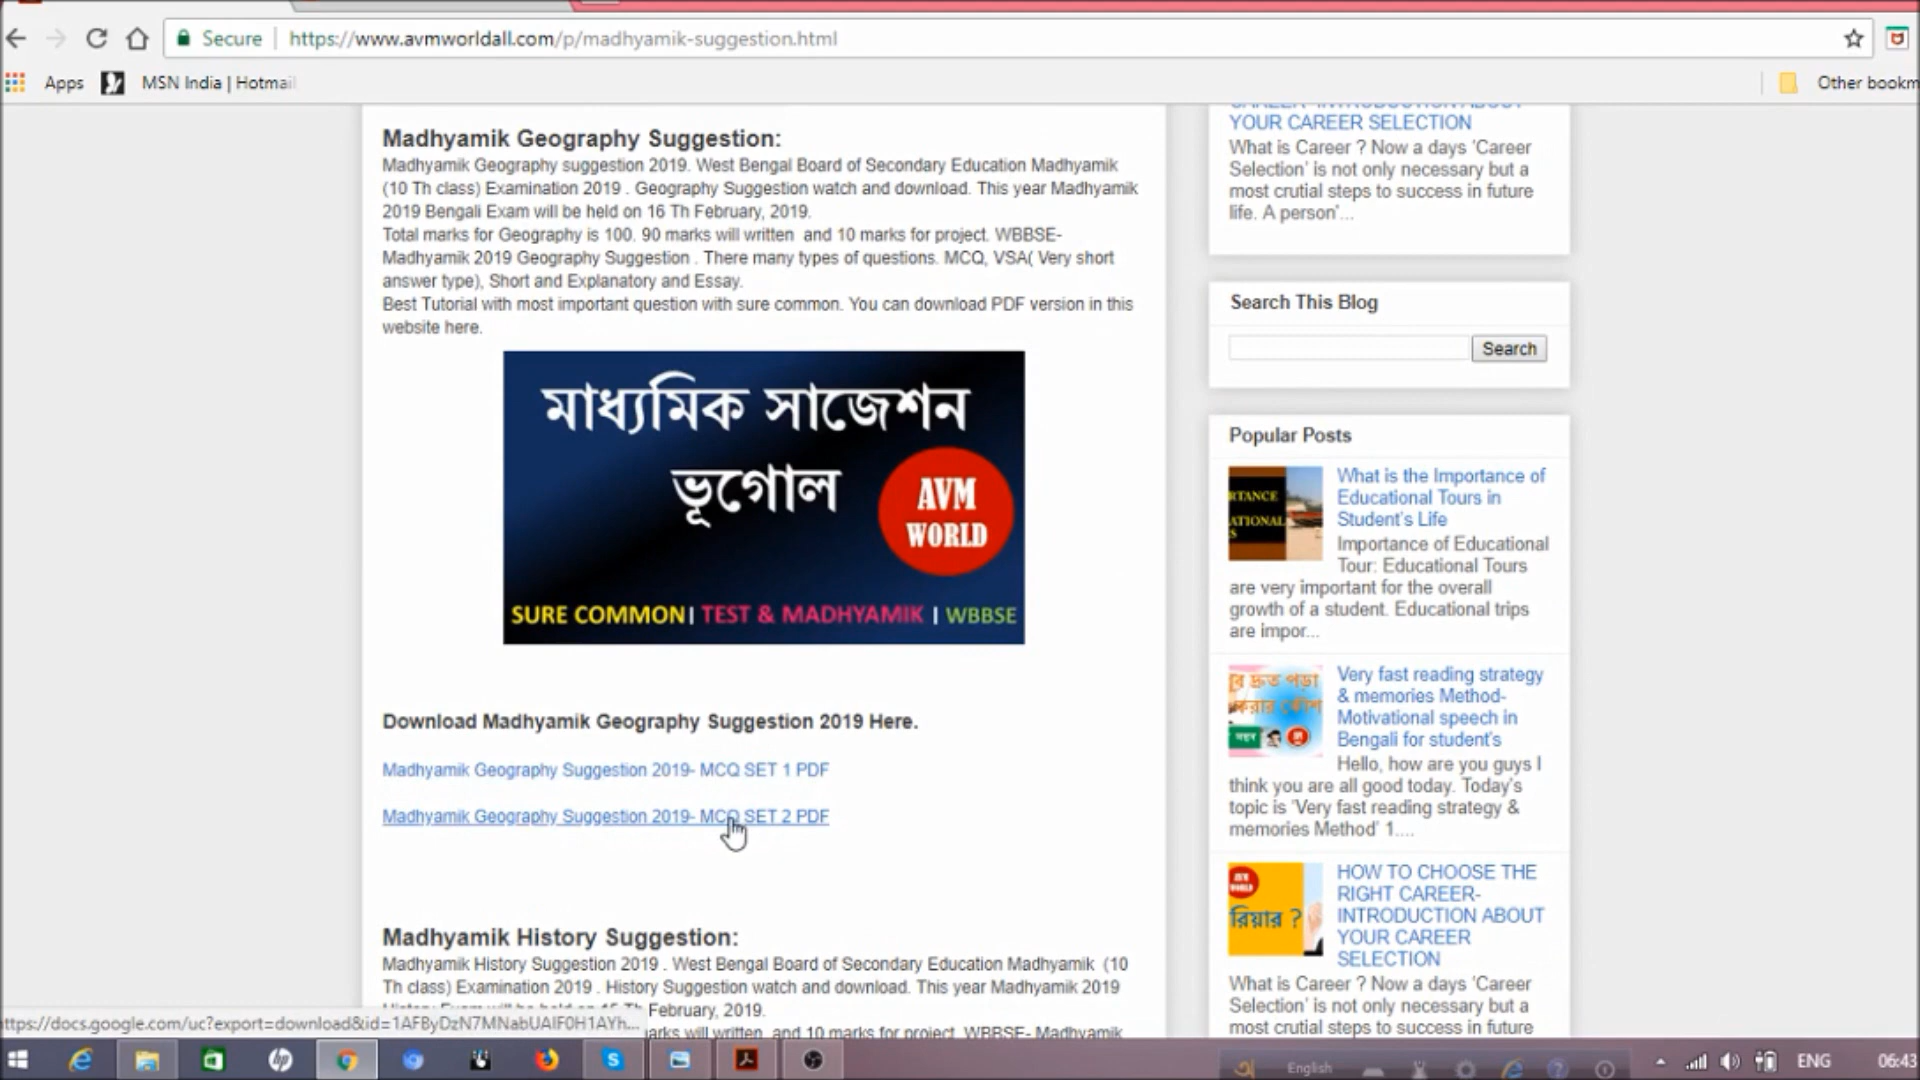 Secure https://www.avmworldall.com/p/madhyamik-suggestion.html
Apps MSN India | Hotmail
Other bookm
Madhyamik Geography Suggestion:
Madhyamik Geography suggestion 2019. West Bengal Board of Secondary Education Madhyamik
(10 Th class) Examination 2019 . Geography Suggestion watch and download. This year Madhyamik
2019 Bengali Exam will be held on 16 Th February, 2019.
Total marks for Geography is 100. 90 marks will written and 10 marks for project. WBBSE-
Madhyamik 2019 Geography Suggestion . There many types of questions. MCQ, VSA( Very short
answer type), Short and Explanatory and Essay.
Best Tutorial with most important question with sure common. You can download PDF version in this
website here.
মাধ্যমিক সাজেশন
ভূগোল
AVM
WORLD
SURE COMMON| TEST & MADHYAMIK | WBBSE
Download Madhyamik Geography Suggestion 2019 Here.
Madhyamik Geography Suggestion 2019- MCQ SET 1 PDF
Madhyamik Geography Suggestion 2019- MCQ SET 2 PDF
Madhyamik History Suggestion:
Madhyamik History Suggestion 2019 . West Bengal Board of Secondary Education Madhyamik (10
Th class) Examination 2019 . History Suggestion watch and download. This year Madhyamik 2019
February, 2019.
marks will written and 10 marks for project. WBBSE- Madhyamik
CAREER- INTRODUCTION ABOUT
YOUR CAREER SELECTION
What is Career ? Now a days 'Career
Selection' is not only necessary but a
most crutial steps to success in future
life. A person'...
Search This Blog
Search
Popular Posts
What is the Importance of
Educational Tours in
Student's Life
Importance of Educational
Tour: Educational Tours
are very important for the overall
growth of a student. Educational trips
are impor...
Very fast reading strategy
& memories Method-
Motivational speech in
Bengali for student's
Hello, how are you guys I
think you are all good today. Today's
topic is 'Very fast reading strategy &
memories Method' 1....
HOW TO CHOOSE THE
RIGHT CAREER-
INTRODUCTION ABOUT
YOUR CAREER
SELECTION
What is Career ? Now a days 'Career
Selection' is not only necessary but a
most crutial steps to success in future
রিয়ার ?
English
ENG
06:43